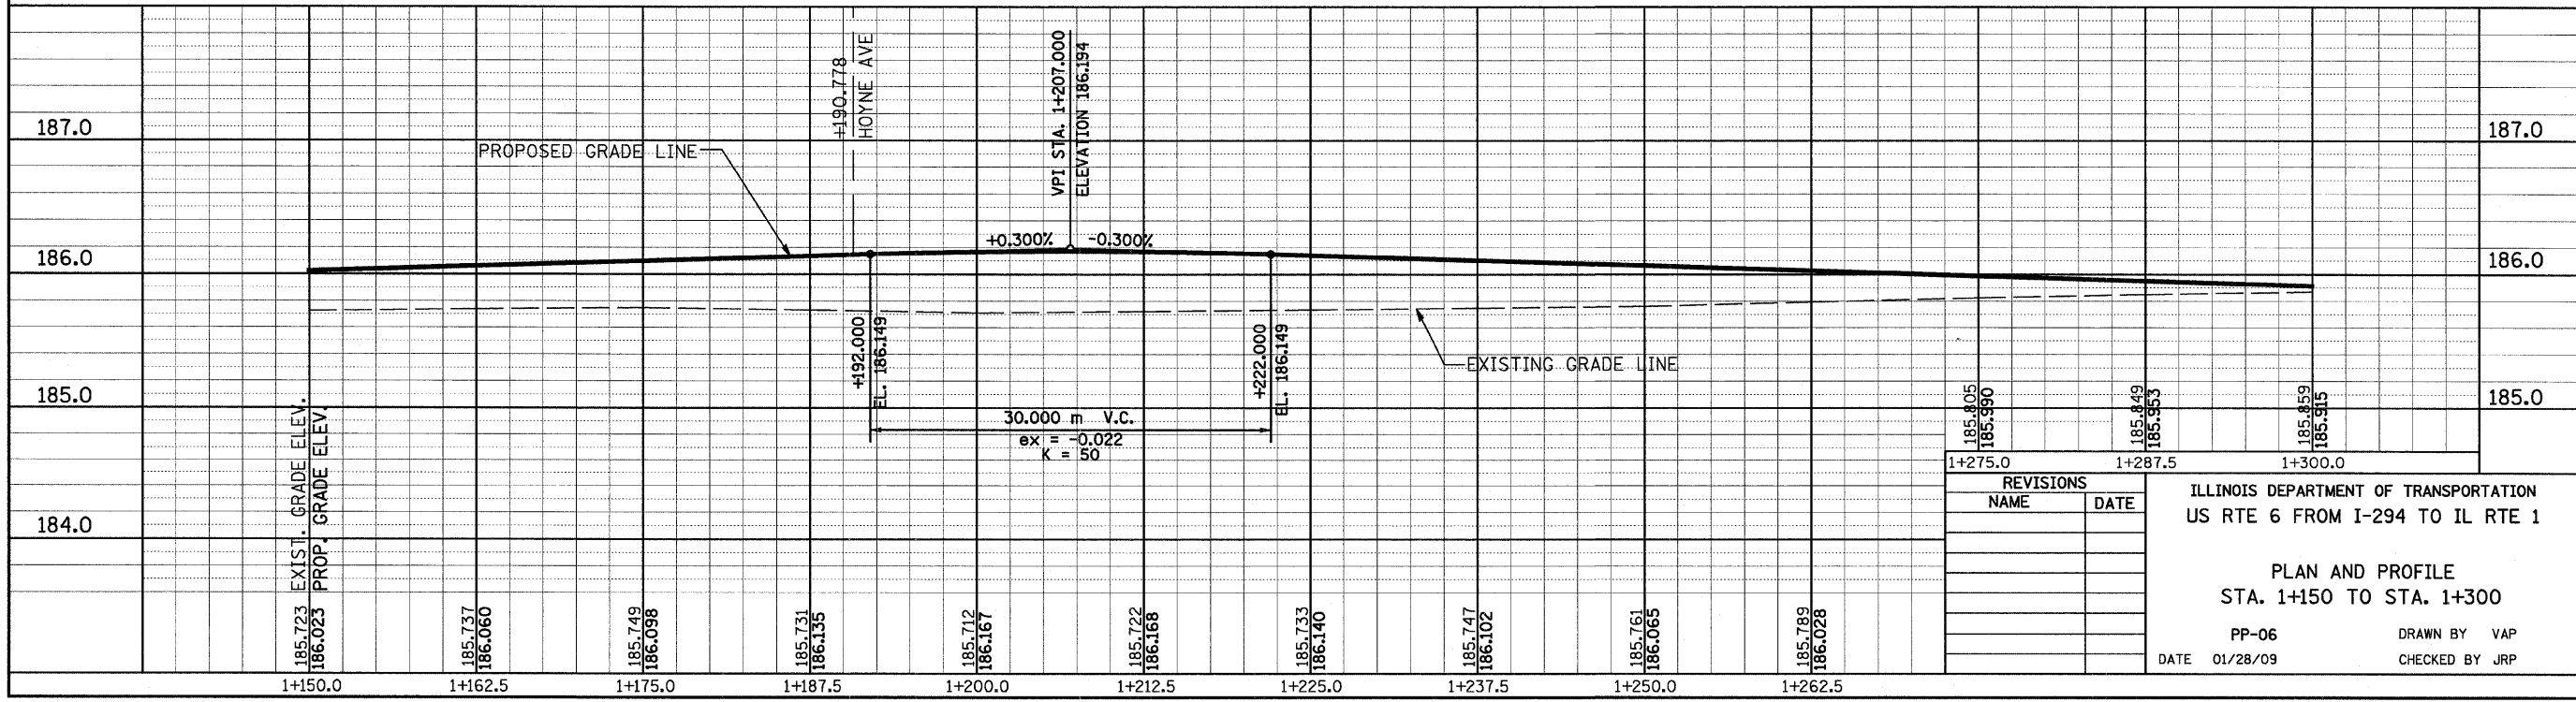 187.0
186.0
185.0
184.0
187.0
186.0
185.0
+190.778
HOYNE AVE
VPI STA. 1+207.000
ELEVATION 186.194
PROPOSED GRADE LINE
+0.300%
-0.300%
+192.000
EL. 186.149
+222.000
EL. 186.149
EXISTING GRADE LINE
30.000 m V.C.
ex = -0.022
K = 50
EXIST. GRADE ELEV.
PROP. GRADE ELEV.
185.723
186.023
185.737
186.060
185.749
186.098
185.731
186.135
185.712
186.167
185.722
186.168
185.733
186.140
185.747
186.102
185.761
186.065
185.789
186.028
185.805
185.990
185.849
185.953
185.859
185.915
1+275.0
1+287.5
1+300.0
1+150.0
1+162.5
1+175.0
1+187.5
1+200.0
1+212.5
1+225.0
1+237.5
1+250.0
1+262.5
REVISIONS
NAME DATE
ILLINOIS DEPARTMENT OF TRANSPORTATION
US RTE 6 FROM I-294 TO IL RTE 1
PLAN AND PROFILE
STA. 1+150 TO STA. 1+300
PP-06
DRAWN BY VAP
DATE 01/28/09
CHECKED BY JRP